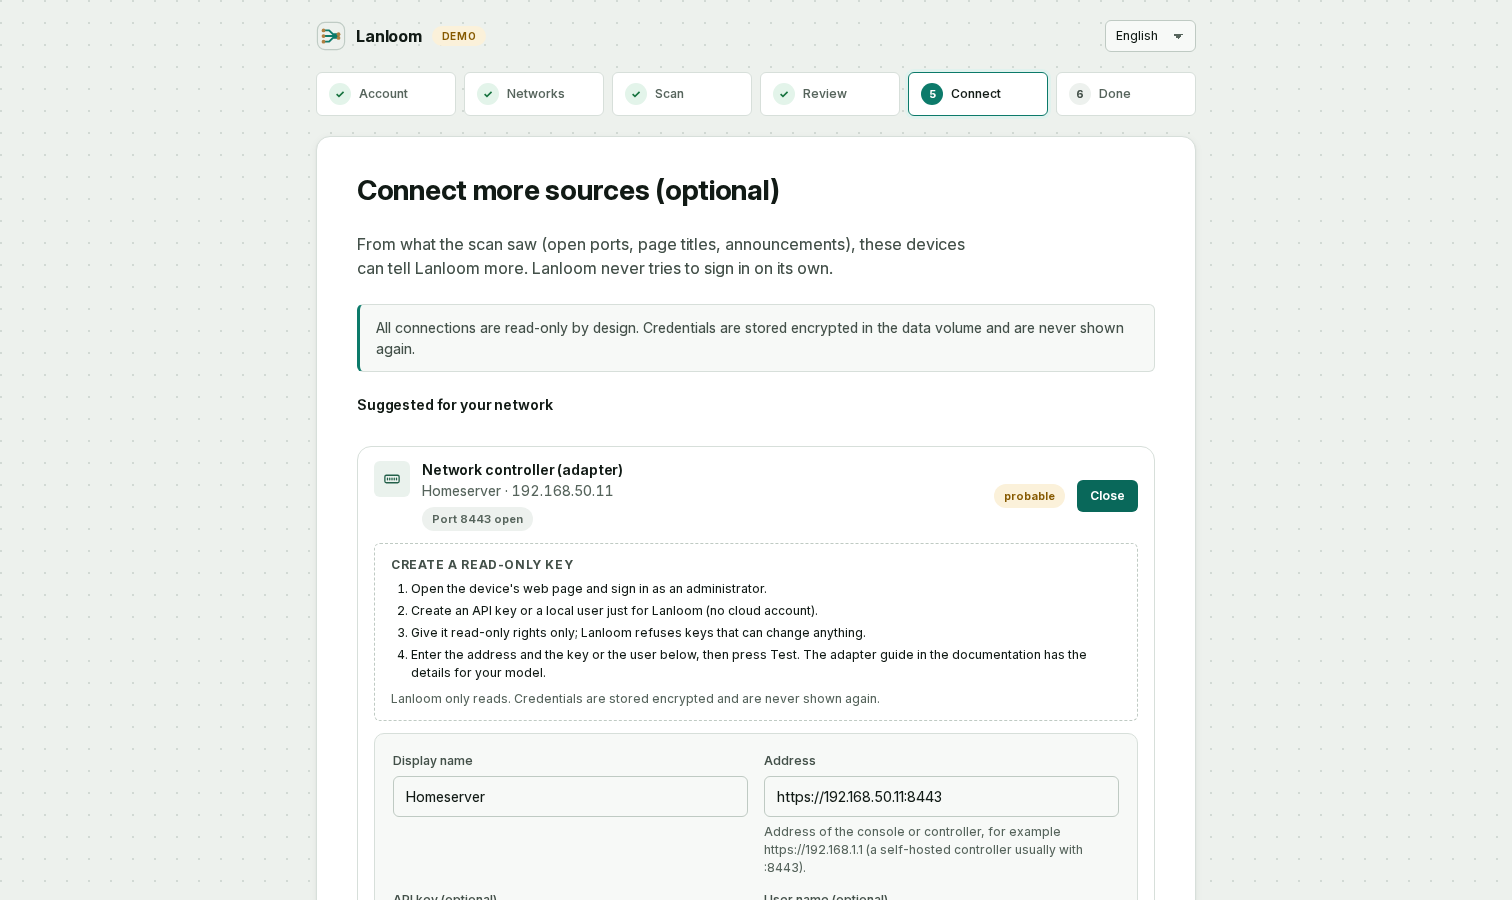 Lanloom DEMO English
Account Networks Scan Review 5 Connect 6 Done
Connect more sources (optional)
From what the scan saw (open ports, page titles, announcements), these devices
can tell Lanloom more. Lanloom never tries to sign in on its own.
All connections are read-only by design. Credentials are stored encrypted in the data volume and are never shown
again.
Suggested for your network
Network controller (adapter)
Homeserver · 192.168.50.11
Port 8443 open
probable Close
CREATE A READ-ONLY KEY
1. Open the device's web page and sign in as an administrator.
2. Create an API key or a local user just for Lanloom (no cloud account).
3. Give it read-only rights only; Lanloom refuses keys that can change anything.
4. Enter the address and the key or the user below, then press Test. The adapter guide in the documentation has the
details for your model.
Lanloom only reads. Credentials are stored encrypted and are never shown again.
Display name Address
Homeserver https://192.168.50.11:8443
Address of the console or controller, for example
https://192.168.1.1 (a self-hosted controller usually with
:8443).
API key (optional) User name (optional)